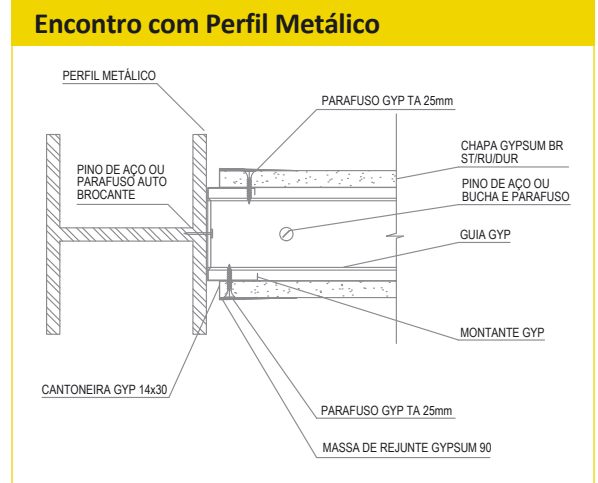 Encontro com Perfil Metálico
PERFIL METÁLICO
PARAFUSO GYP TA 25mm
CHAPA GYPSUM BR
ST/RU/DUR
PINO DE AÇO OU
PARAFUSO AUTO
BROCANTE
PINO DE AÇO OU
BUCHA E PARAFUSO
GUIA GYP
MONTANTE GYP
CANTONEIRA GYP 14x30
PARAFUSO GYP TA 25mm
MASSA DE REJUNTE GYPSUM 90